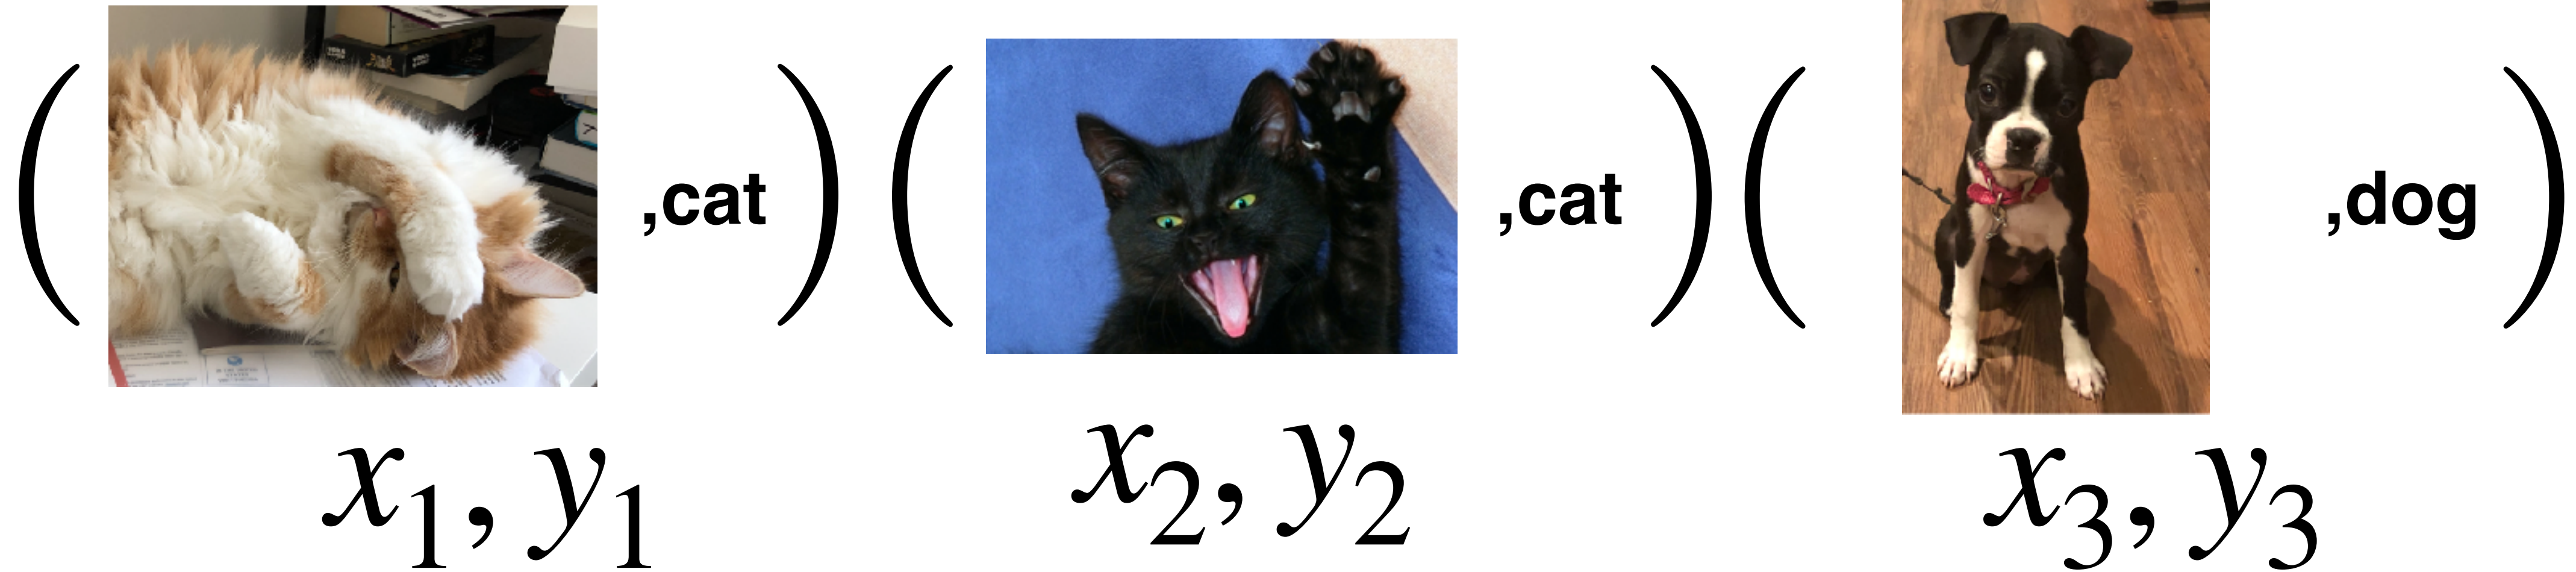 ( ,cat ) ( ,cat ) ( ,dog )
x₁, y₁ x₂, y₂ x₃, y₃